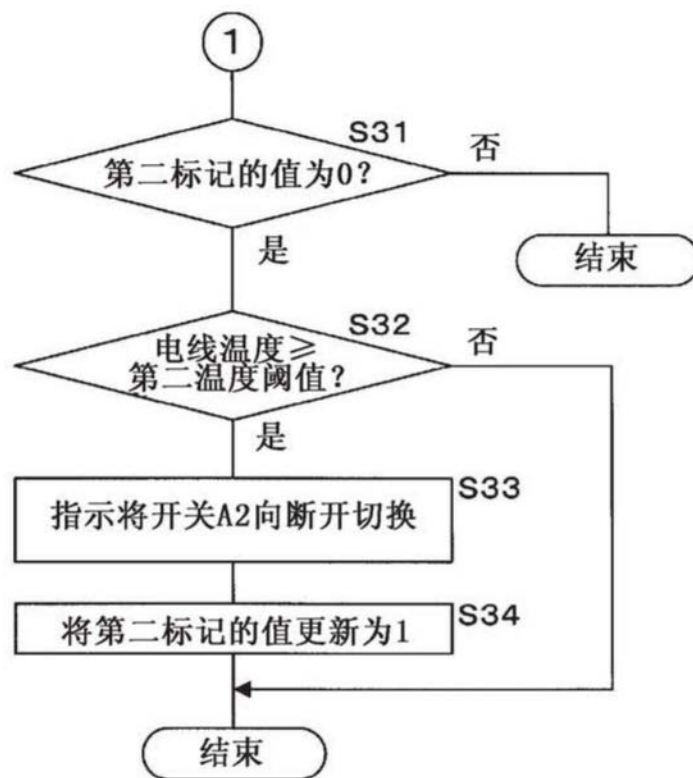 1
S31
第二标记的值为0?
否
是
结束
S32
电线温度≥
第二温度阈值?
否
是
S33
指示将开关A2向断开切换
S34
将第二标记的值更新为1
结束